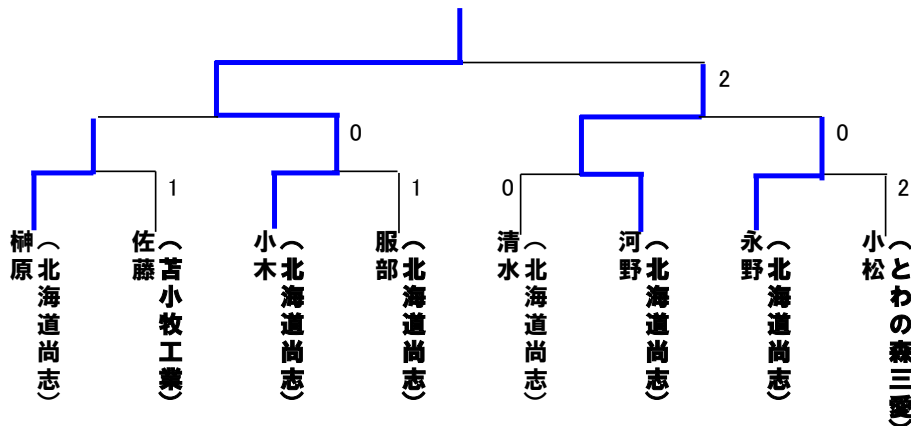 2
0
0
1
1
0
2
榊原
（北海道尚志）
佐藤
（苫小牧工業）
小木
（北海道尚志）
服部
（北海道尚志）
清水
（北海道尚志）
河野
（北海道尚志）
永野
（北海道尚志）
小松
（とわの森三愛）